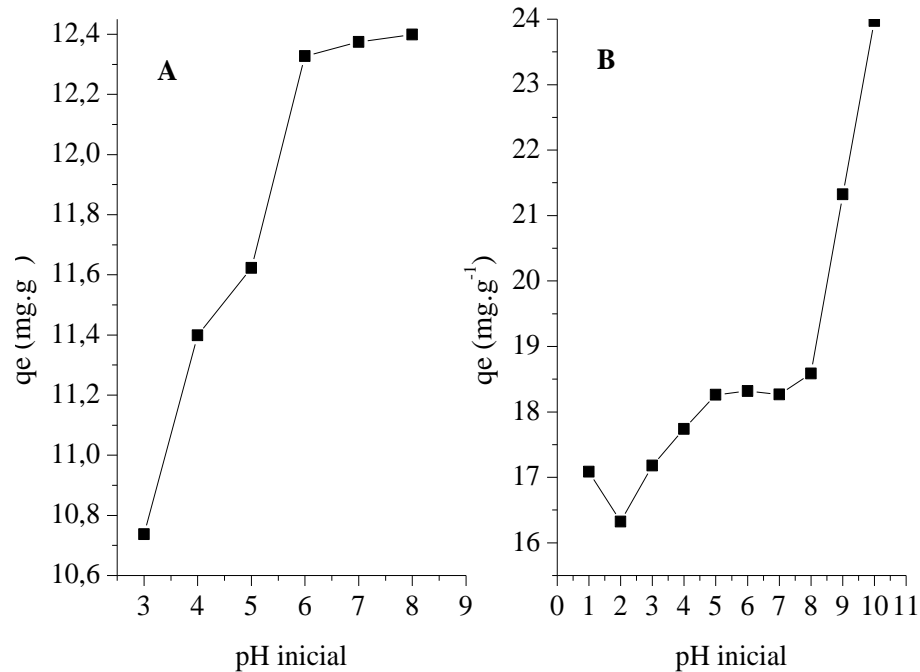 A
12,4
12,2
12,0
11,8
11,6
11,4
11,2
11,0
10,8
10,6
qe (mg.g )
3 4 5 6 7 8 9
pH inicial
B
24
23
22
21
20
19
18
17
16
qe (mg.g⁻¹)
0 1 2 3 4 5 6 7 8 9 10 11
pH inicial